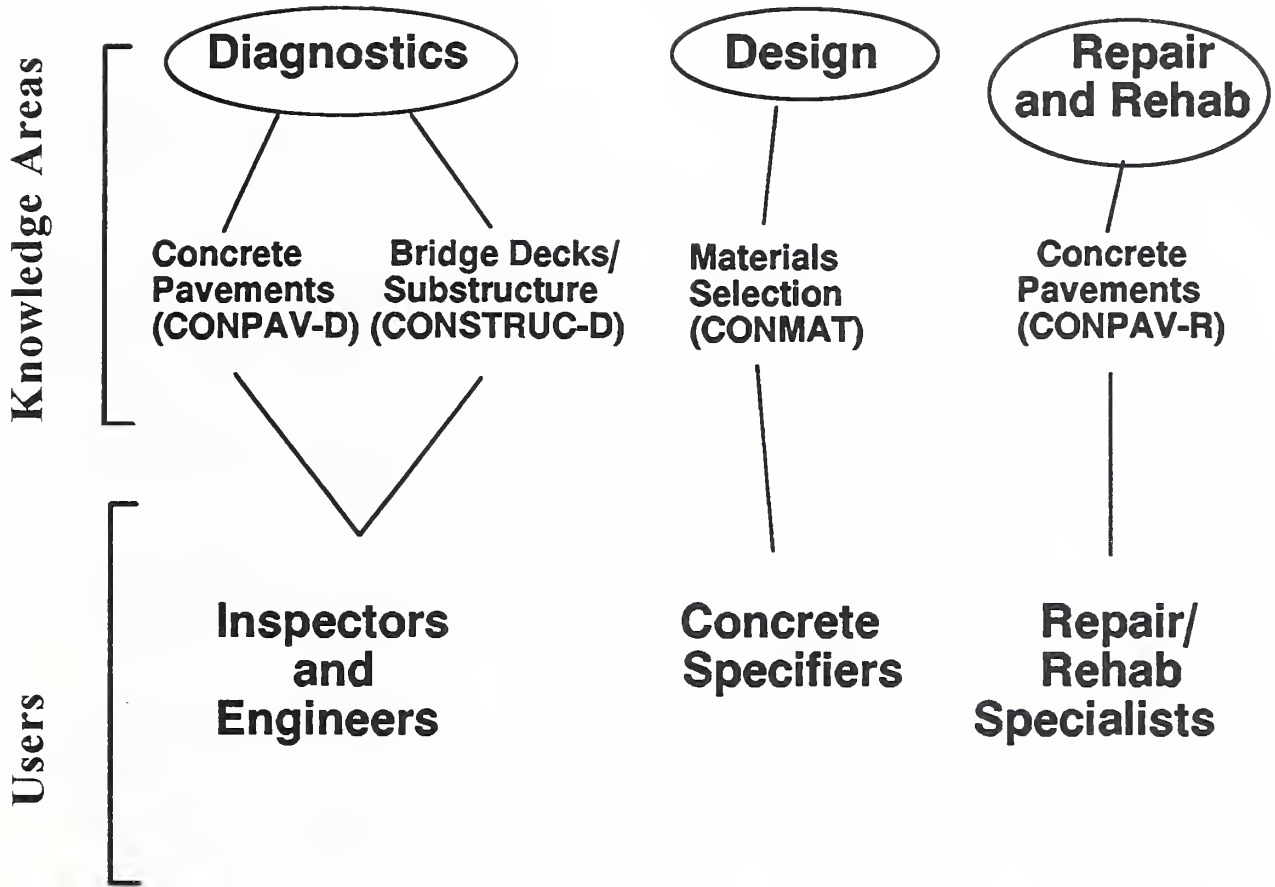 Knowledge Areas
Diagnostics
Design
Repair
and Rehab
Concrete
Pavements
(CONPAV-D)
Bridge Decks/
Substructure
(CONSTRUC-D)
Materials
Selection
(CONMAT)
Concrete
Pavements
(CONPAV-R)
Users
Inspectors
and
Engineers
Concrete
Specifiers
Repair/
Rehab
Specialists